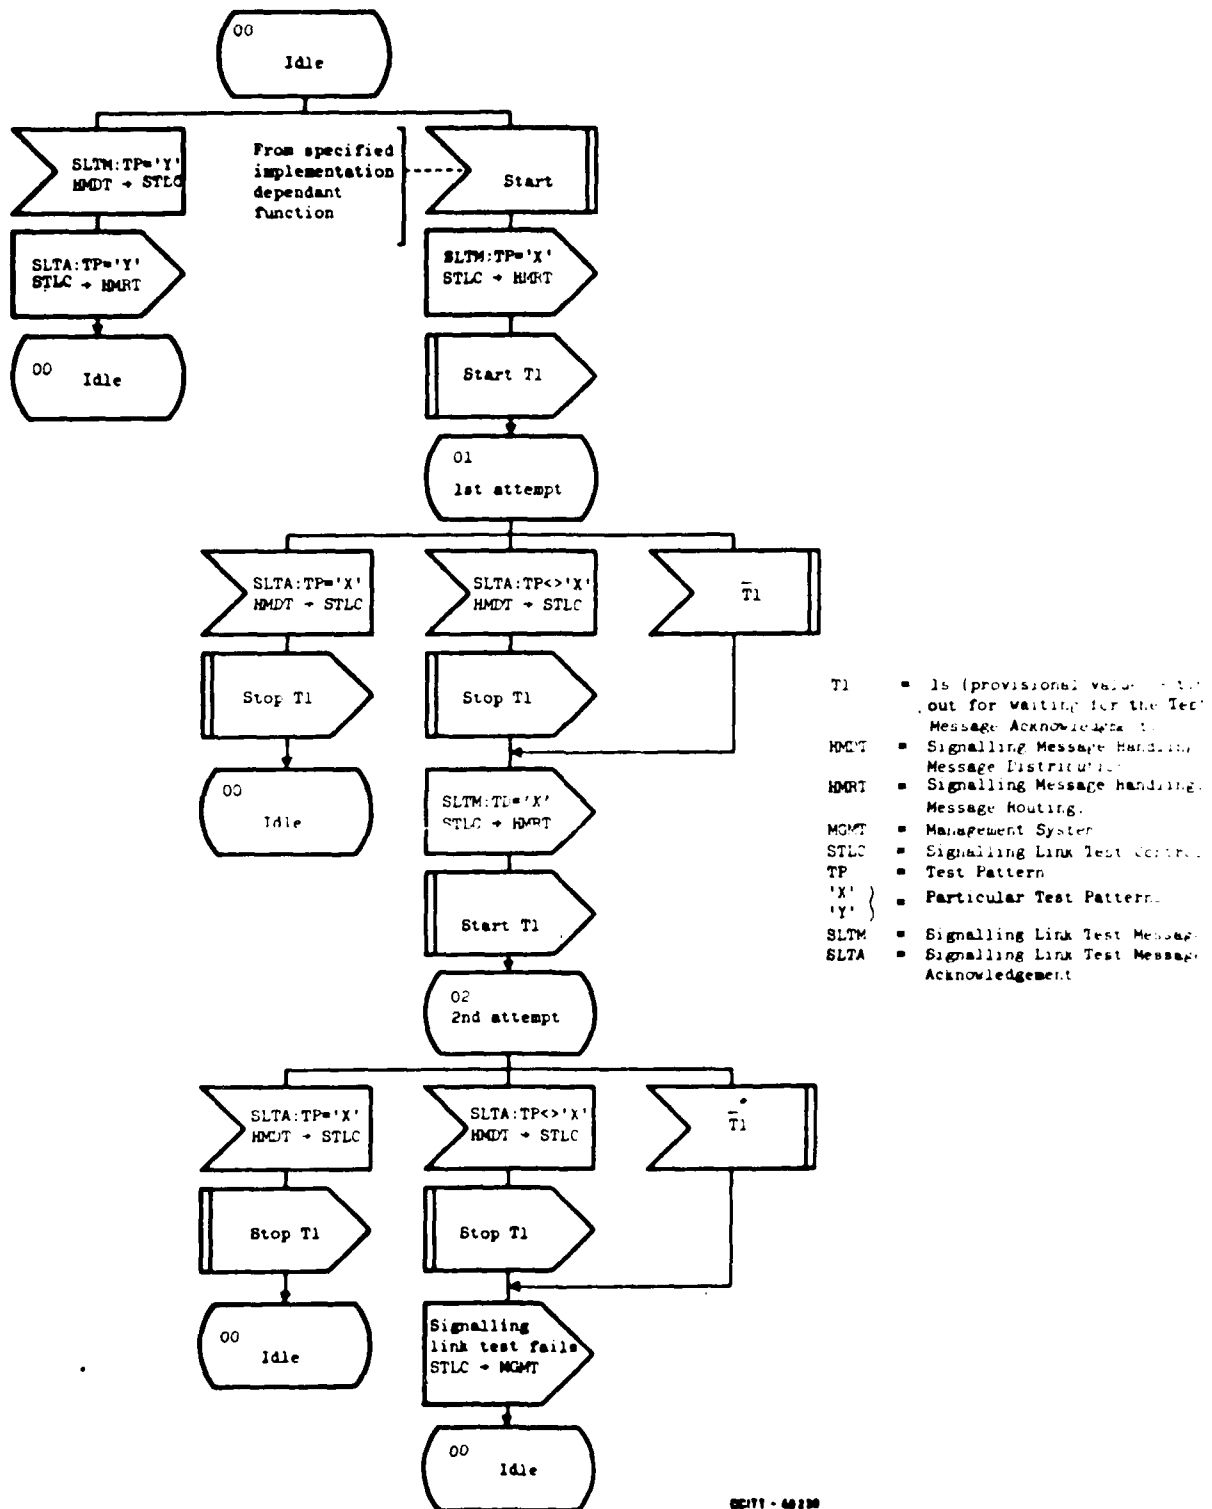 00
Idle
SLTM:TP='Y'
HMDT → STLC
From specified
implementation
dependant
function
Start
SLTA:TP='Y'
STLC → HMRT
SLTM:TP='X'
STLC → HMRT
00 Idle
Start T1
01
1st attempt
SLTA:TP='X'
HMDT → STLC
SLTA:TP<>'X'
HMDT → STLC
T1
Stop T1
Stop T1
00
Idle
SLTM:TP='X'
STLC → HMRT
Start T1
02
2nd attempt
T1 = 1s (provisional
out for waiting for the
Message
HMDT = Signalling Message Handling
Message
HMRT = Signalling Message Handling,
Message Routing.
MGMT = Management System
STLC = Signalling Link Test
TP = Test Pattern
'X'
'Y' } = Particular Test Pattern
SLTM = Signalling Link Test
SLTA = Signalling Link Test
Acknowledgement
SLTA:TP='X'
HMDT → STLC
SLTA:TP<>'X'
HMDT → STLC
T1
Stop T1
Stop T1
00
Idle
Signalling
link test fails
STLC → MGMT
00
Idle
CCITT -